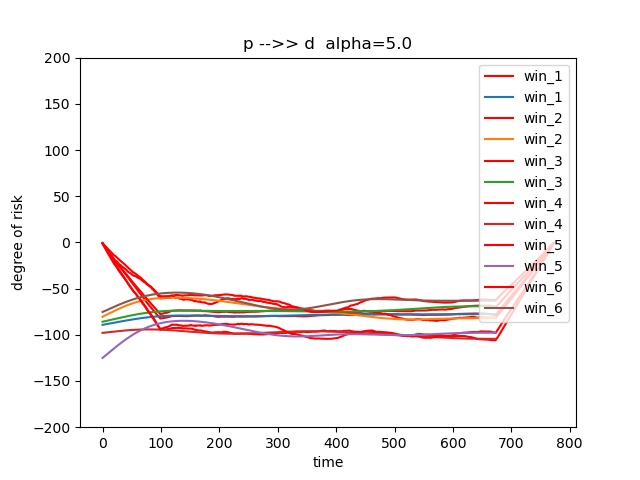 p -->> d  alpha=5.0
200
150
100
50
0
−50
−100
−150
−200
degree of risk
win_1
win_1
win_2
win_2
win_3
win_3
win_4
win_4
win_5
win_5
win_6
win_6
0 100 200 300 400 500 600 700 800
time